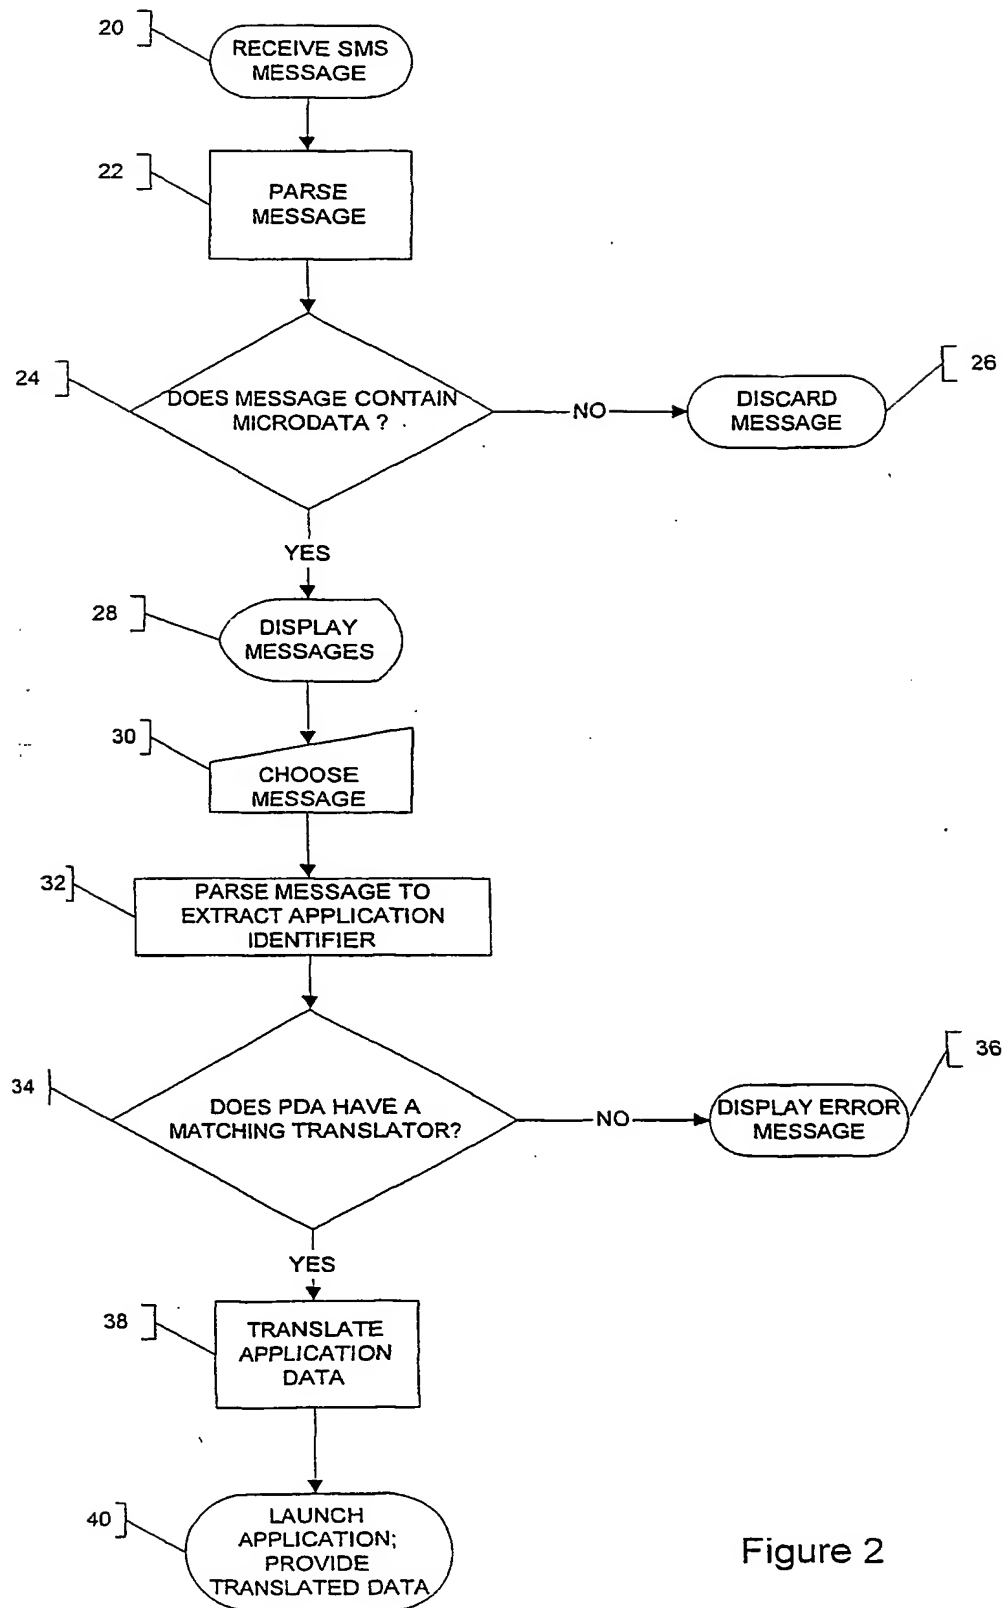 20
RECEIVE SMS
MESSAGE
22
PARSE
MESSAGE
24
DOES MESSAGE CONTAIN
MICRODATA ?
NO
DISCARD
MESSAGE
26
YES
28
DISPLAY
MESSAGES
30
CHOOSE
MESSAGE
32
PARSE MESSAGE TO
EXTRACT APPLICATION
IDENTIFIER
34
DOES PDA HAVE A
MATCHING TRANSLATOR?
NO
DISPLAY ERROR
MESSAGE
36
YES
38
TRANSLATE
APPLICATION
DATA
40
LAUNCH
APPLICATION;
PROVIDE
TRANSLATED DATA
Figure 2